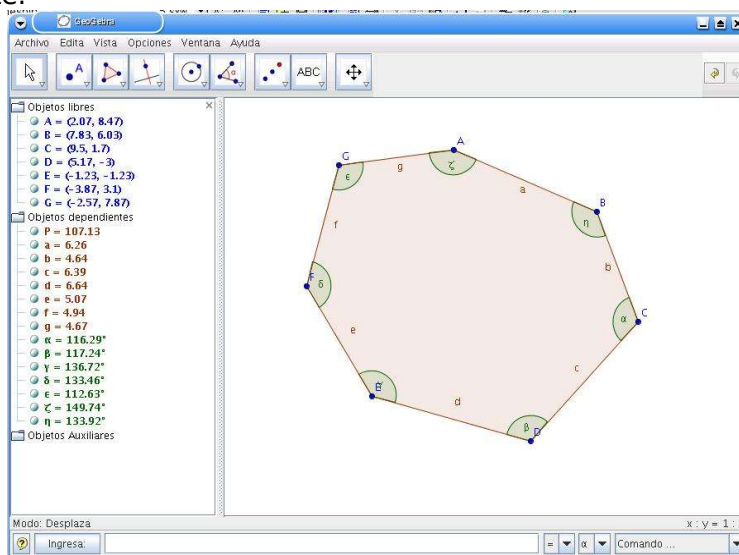 te.
GeoGebra
Archivo Edita Vista Opciones Ventana Ayuda
A α ABC
Objetos libres
A = (2.07, 8.47)
B = (7.83, 6.03)
C = (9.5, 1.7)
D = (5.17, -3)
E = (-1.23, -1.23)
F = (-3.87, 3.1)
G = (-2.57, 7.87)
Objetos dependientes
P = 107.13
a = 6.26
b = 4.64
c = 6.39
d = 6.64
e = 5.07
f = 4.94
g = 4.67
α = 116.29°
β = 117.24°
γ = 136.72°
δ = 133.46°
ε = 112.63°
ζ = 149.74°
η = 133.92°
Objetos Auxiliares
A
G
ε
g
ζ
a
B
η
f
b
F
δ
C
α
e
c
E
d
β
D
Modo: Desplaza
x : y = 1 :
Ingresa:
= α Comando ...